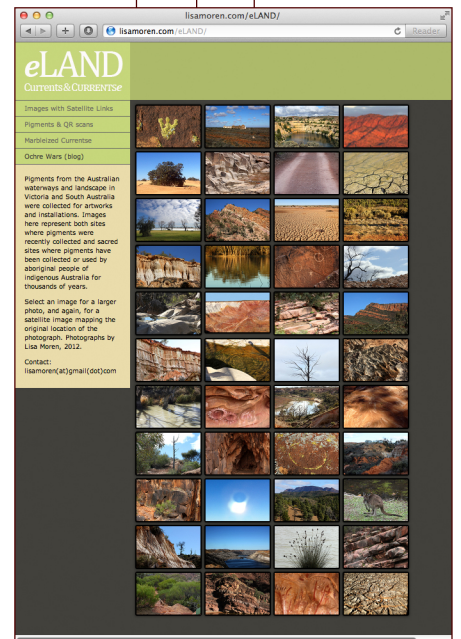 lisamoren.com/eLAND/
lisamoren.com/eLAND/
Reader
eLAND
CURRENTS & CURRENTSe
Images with Satellite Links
Pigments & QR scans
Marbleized Currentse
Ochre Wars (blog)
Pigments from the Australian
waterways and landscape in
Victoria and South Australia
were collected for artworks
and installations. Images
here represent both sites
where pigments were
recently collected and sacred
sites where pigments have
been collected or used by
aboriginal people of
indigenous Australia for
thousands of years.
Select an image for a larger
photo, and again, for a
satellite image mapping the
original location of the
photograph. Photographs by
Lisa Moren, 2012.
Contact:
lisamoren(at)gmail(dot)com